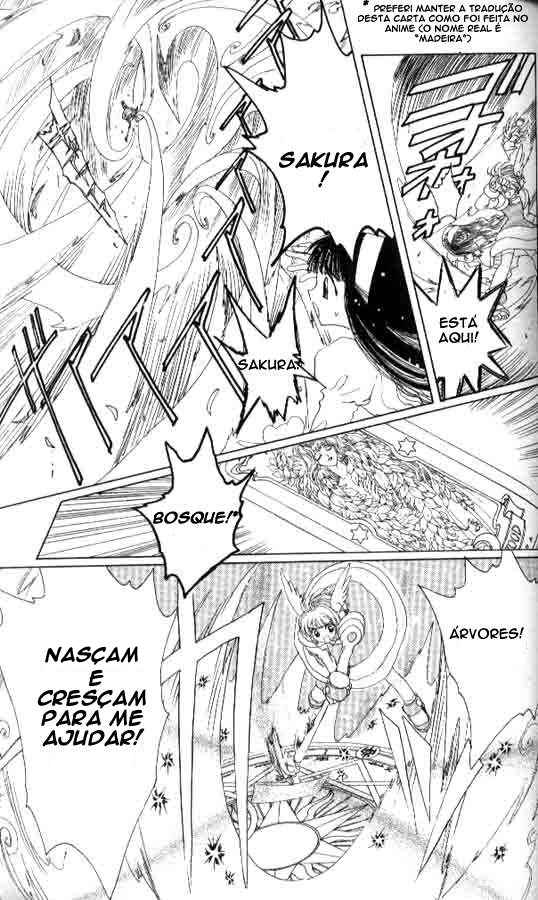 * PREFERI MANTER A TRADUÇÃO
DESTA CARTA COMO FOI FEITA NO
ANIME (O NOME REAL É
"MADEIRA")
ESTÁ
AQUI!
SAKURA
!
SAKURA!
BOSQUE!*
ÁRVORES!
NASÇAM
E
CRESÇAM
PARA ME
AJUDAR!